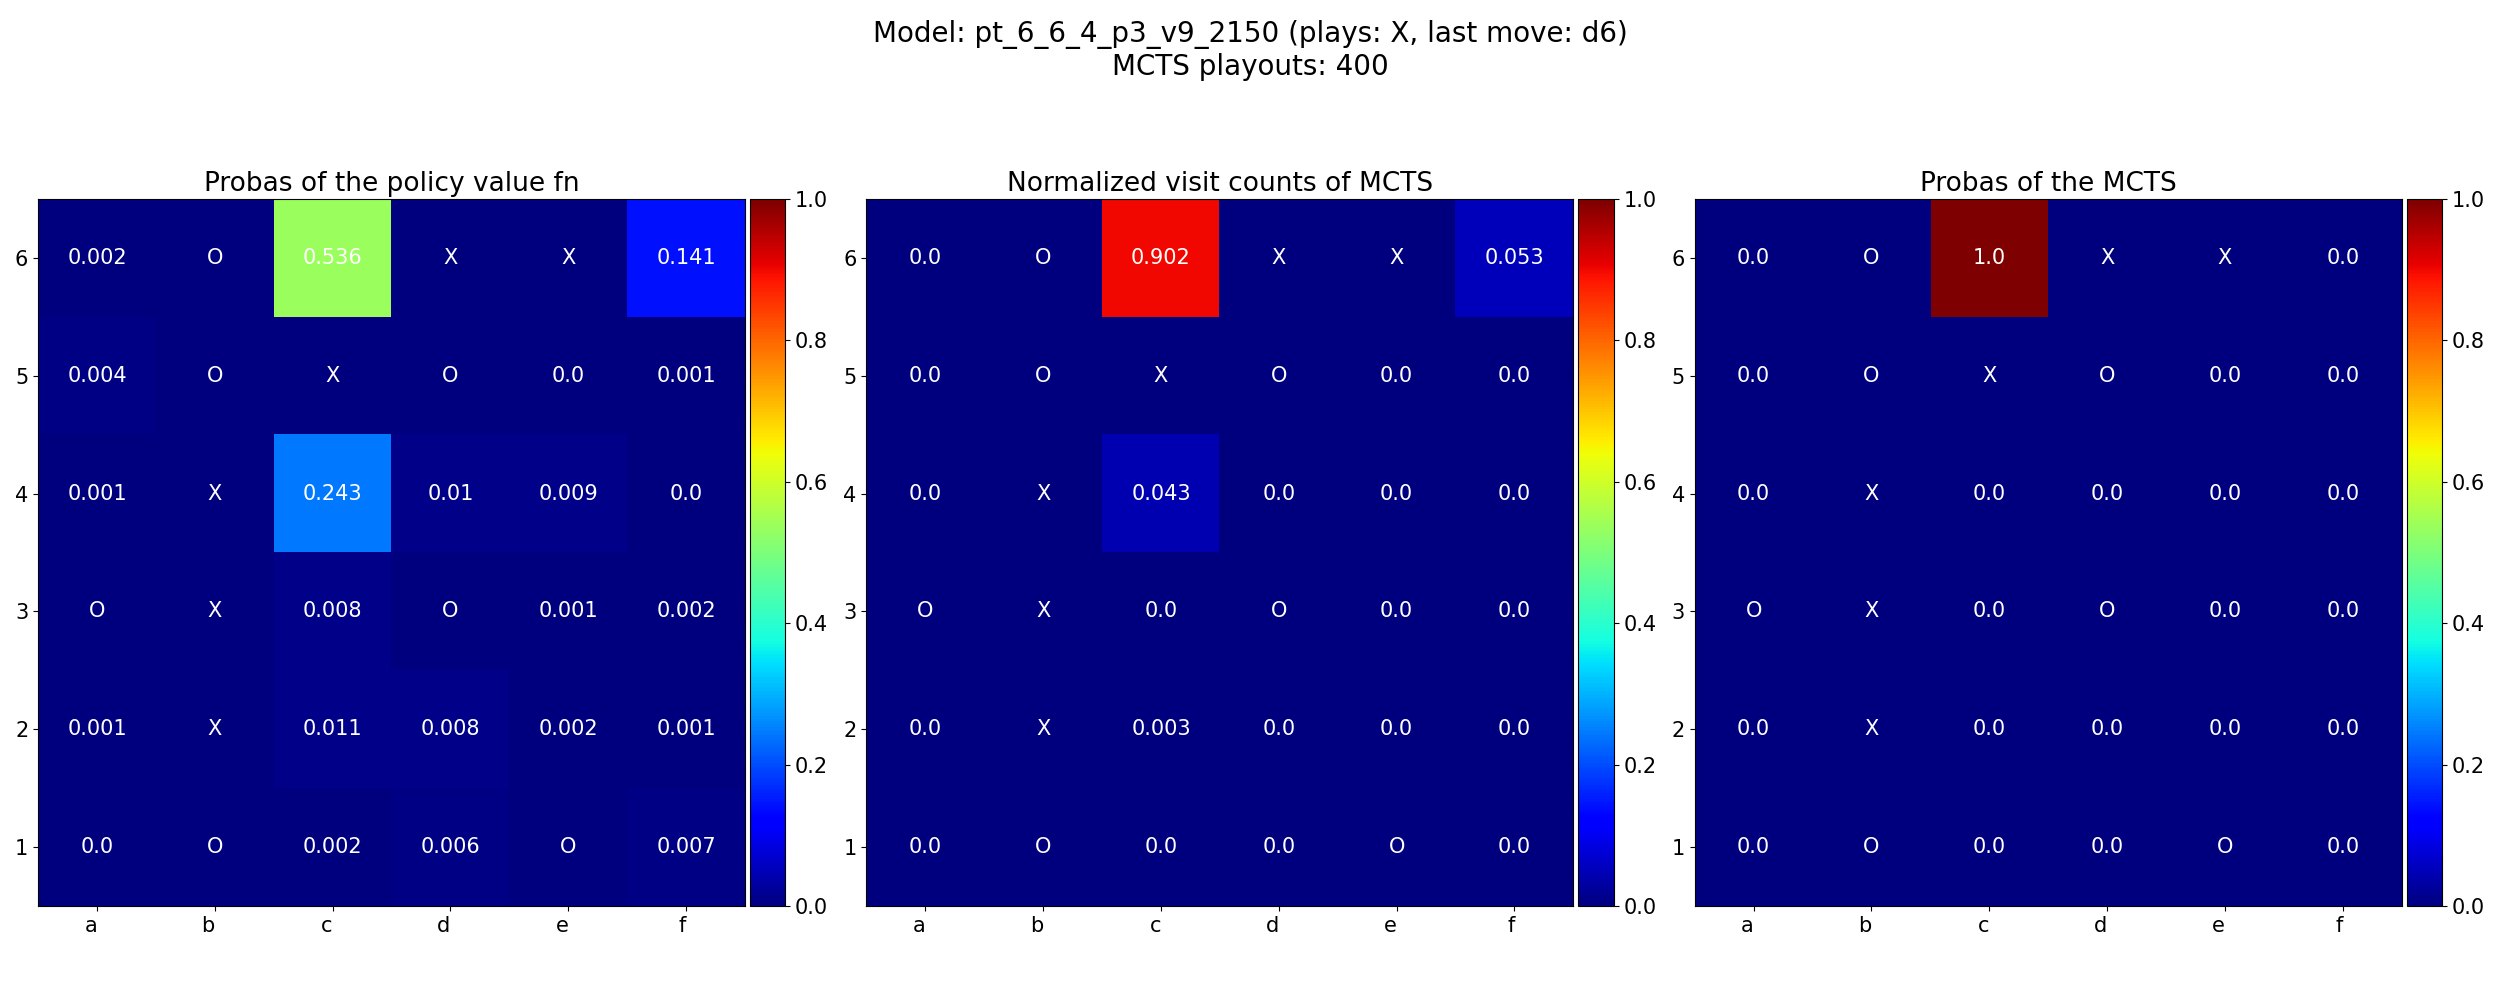 Model: pt_6_6_4_p3_v9_2150 (plays: X, last move: d6)
MCTS playouts: 400
Probas of the policy value fn
6 0.002 O 0.536 X X 0.141
5 0.004 O X O 0.0 0.001
4 0.001 X 0.243 0.01 0.009 0.0
3 O X 0.008 O 0.001 0.002
2 0.001 X 0.011 0.008 0.002 0.001
1 0.0 O 0.002 0.006 O 0.007
a b c d e f
1.0
0.8
0.6
0.4
0.2
0.0
Normalized visit counts of MCTS
6 0.0 O 0.902 X X 0.053
5 0.0 O X O 0.0 0.0
4 0.0 X 0.043 0.0 0.0 0.0
3 O X 0.0 O 0.0 0.0
2 0.0 X 0.003 0.0 0.0 0.0
1 0.0 O 0.0 0.0 O 0.0
a b c d e f
1.0
0.8
0.6
0.4
0.2
0.0
Probas of the MCTS
6 0.0 O 1.0 X X 0.0
5 0.0 O X O 0.0 0.0
4 0.0 X 0.0 0.0 0.0 0.0
3 O X 0.0 O 0.0 0.0
2 0.0 X 0.0 0.0 0.0 0.0
1 0.0 O 0.0 0.0 O 0.0
a b c d e f
1.0
0.8
0.6
0.4
0.2
0.0